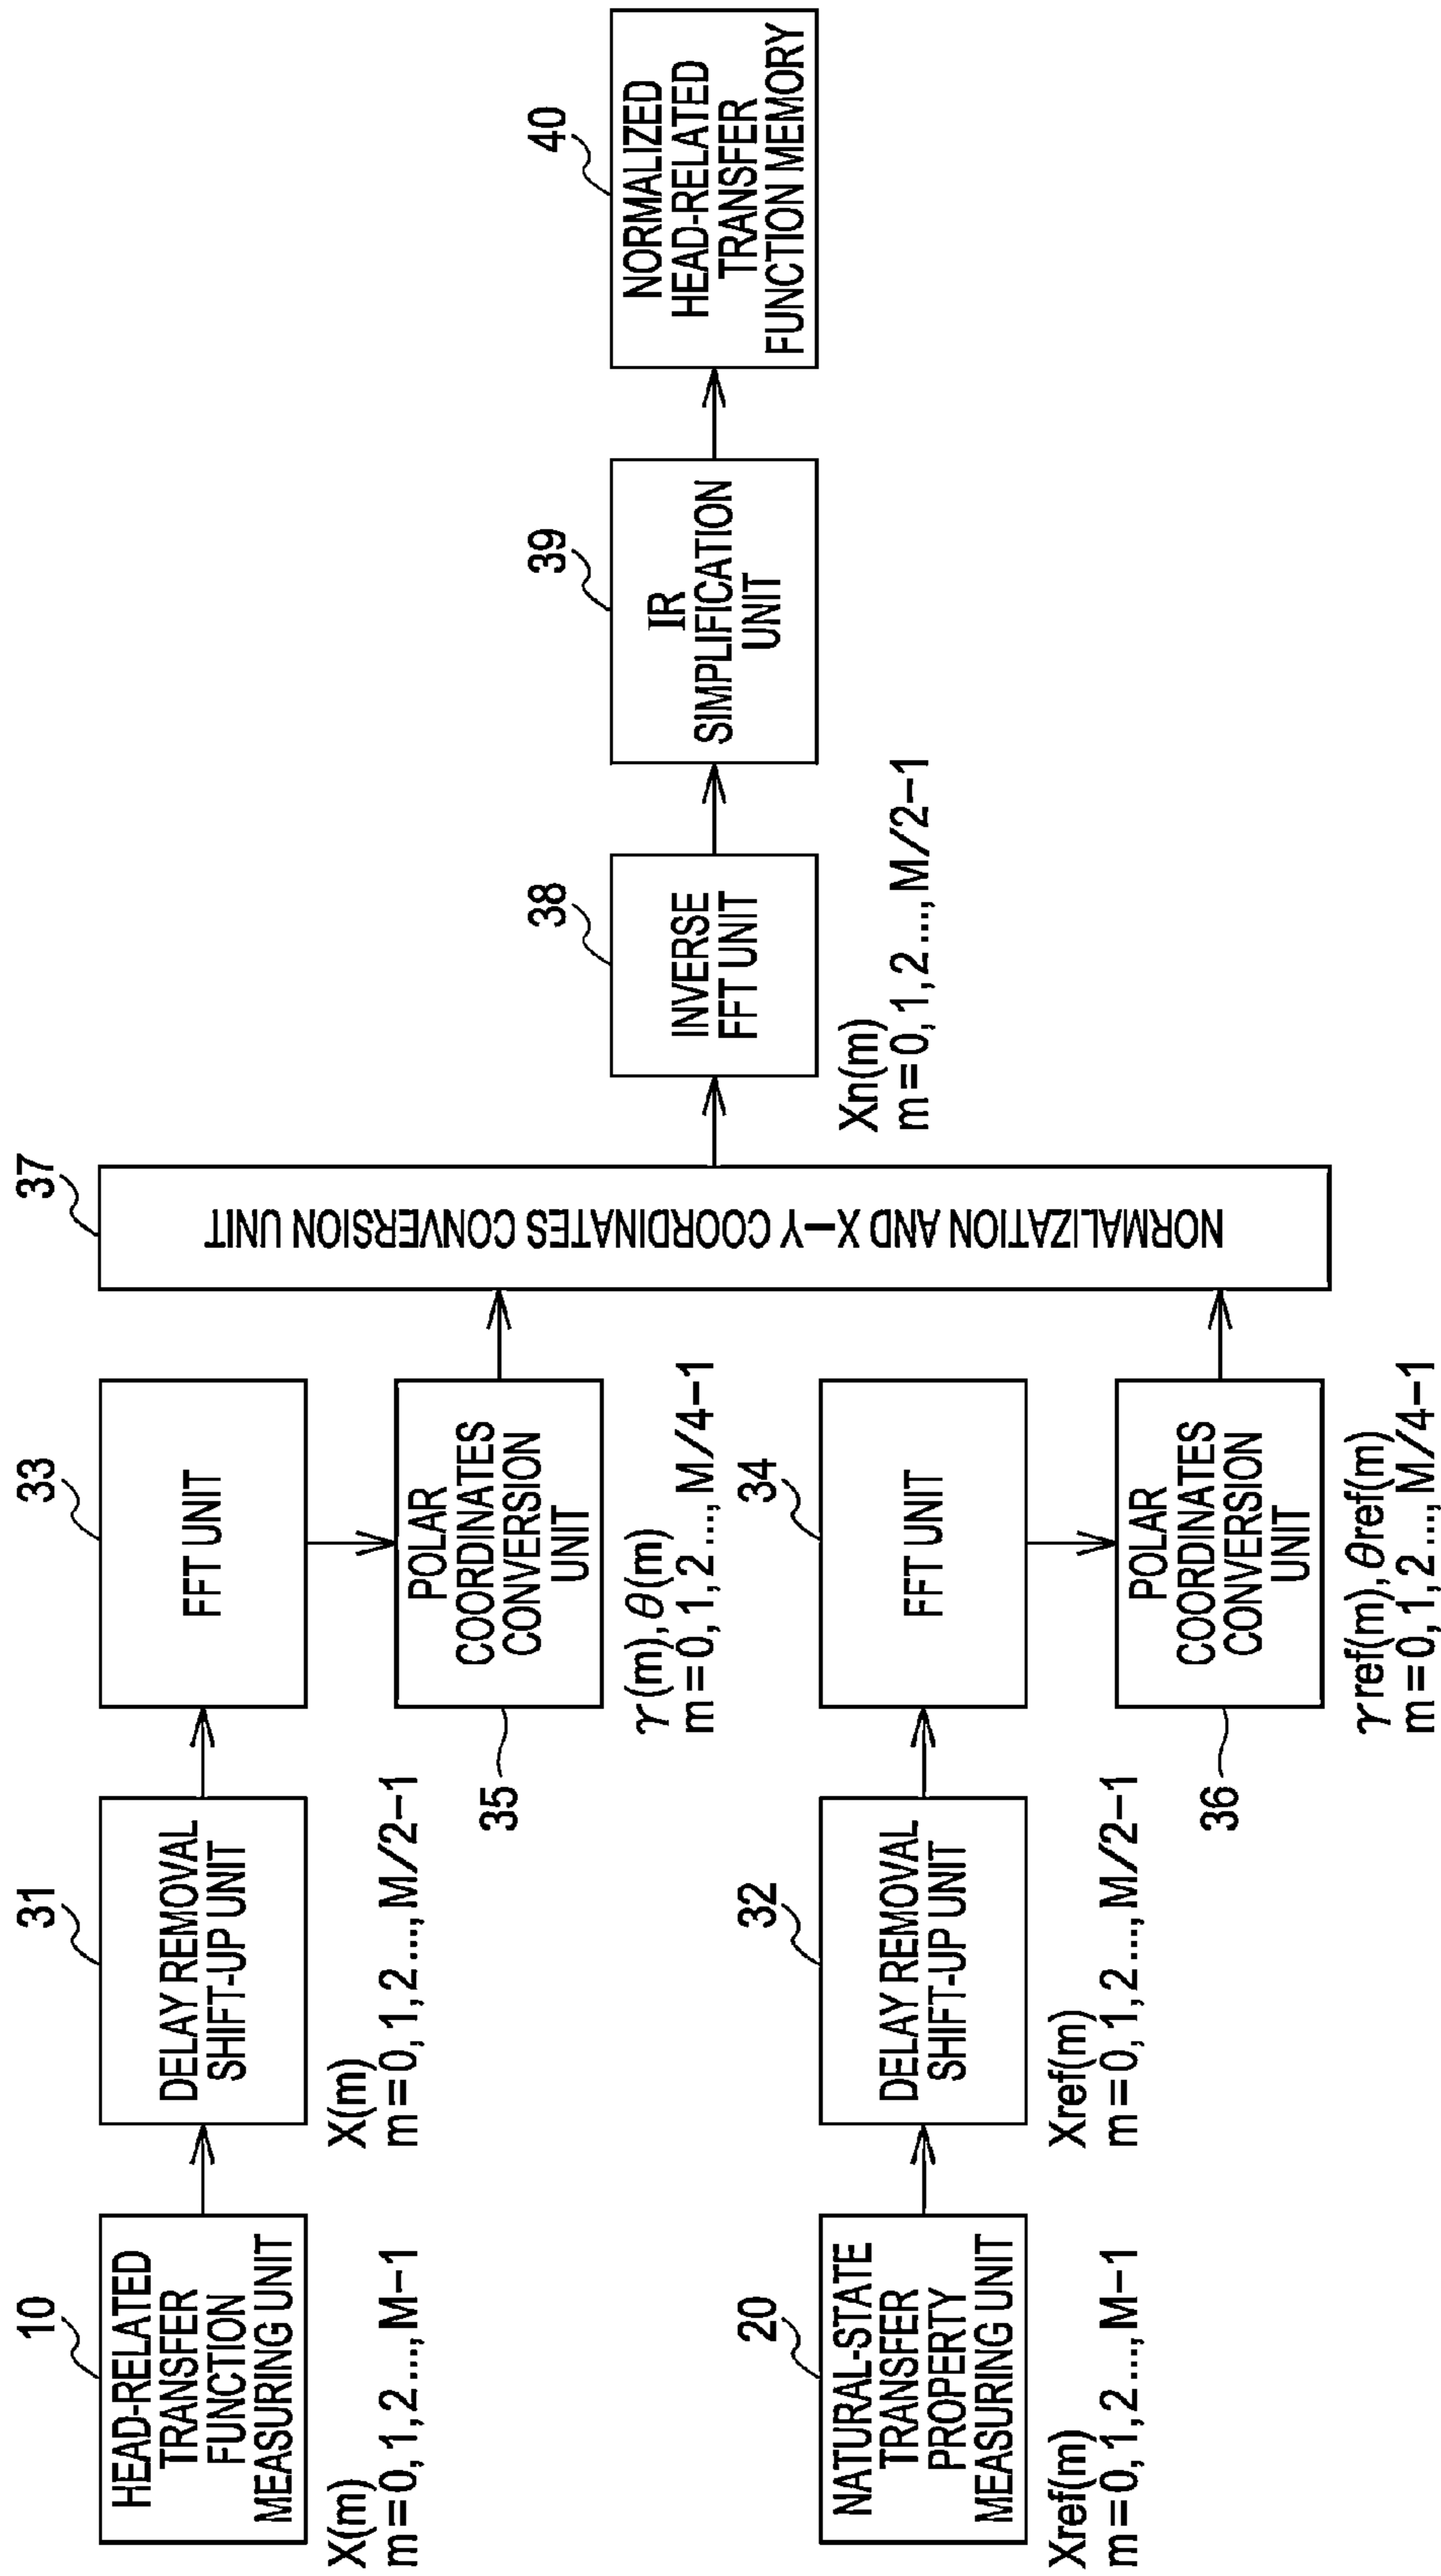 10
HEAD-RELATED
TRANSFER
FUNCTION
MEASURING UNIT
X(m)
m=0, 1, 2 ..., M−1
31
DELAY REMOVAL
SHIFT-UP UNIT
X(m)
m=0, 1, 2 ..., M/2−1
33
FFT UNIT
35
POLAR
COORDINATES
CONVERSION
UNIT
γ(m), θ(m)
m=0, 1, 2 ..., M/4−1
20
NATURAL-STATE
TRANSFER
PROPERTY
MEASURING UNIT
Xref(m)
m=0, 1, 2 ..., M−1
32
DELAY REMOVAL
SHIFT-UP UNIT
Xref(m)
m=0, 1, 2 ..., M/2−1
34
FFT UNIT
36
POLAR
COORDINATES
CONVERSION
UNIT
γref(m), θref(m)
m=0, 1, 2 ..., M/4−1
37
NORMALIZATION AND X−Y COORDINATES CONVERSION UNIT
38
INVERSE
FFT UNIT
Xn(m)
m=0, 1, 2 ..., M/2−1
39
IR
SIMPLIFICATION
UNIT
40
NORMALIZED
HEAD-RELATED
TRANSFER
FUNCTION MEMORY